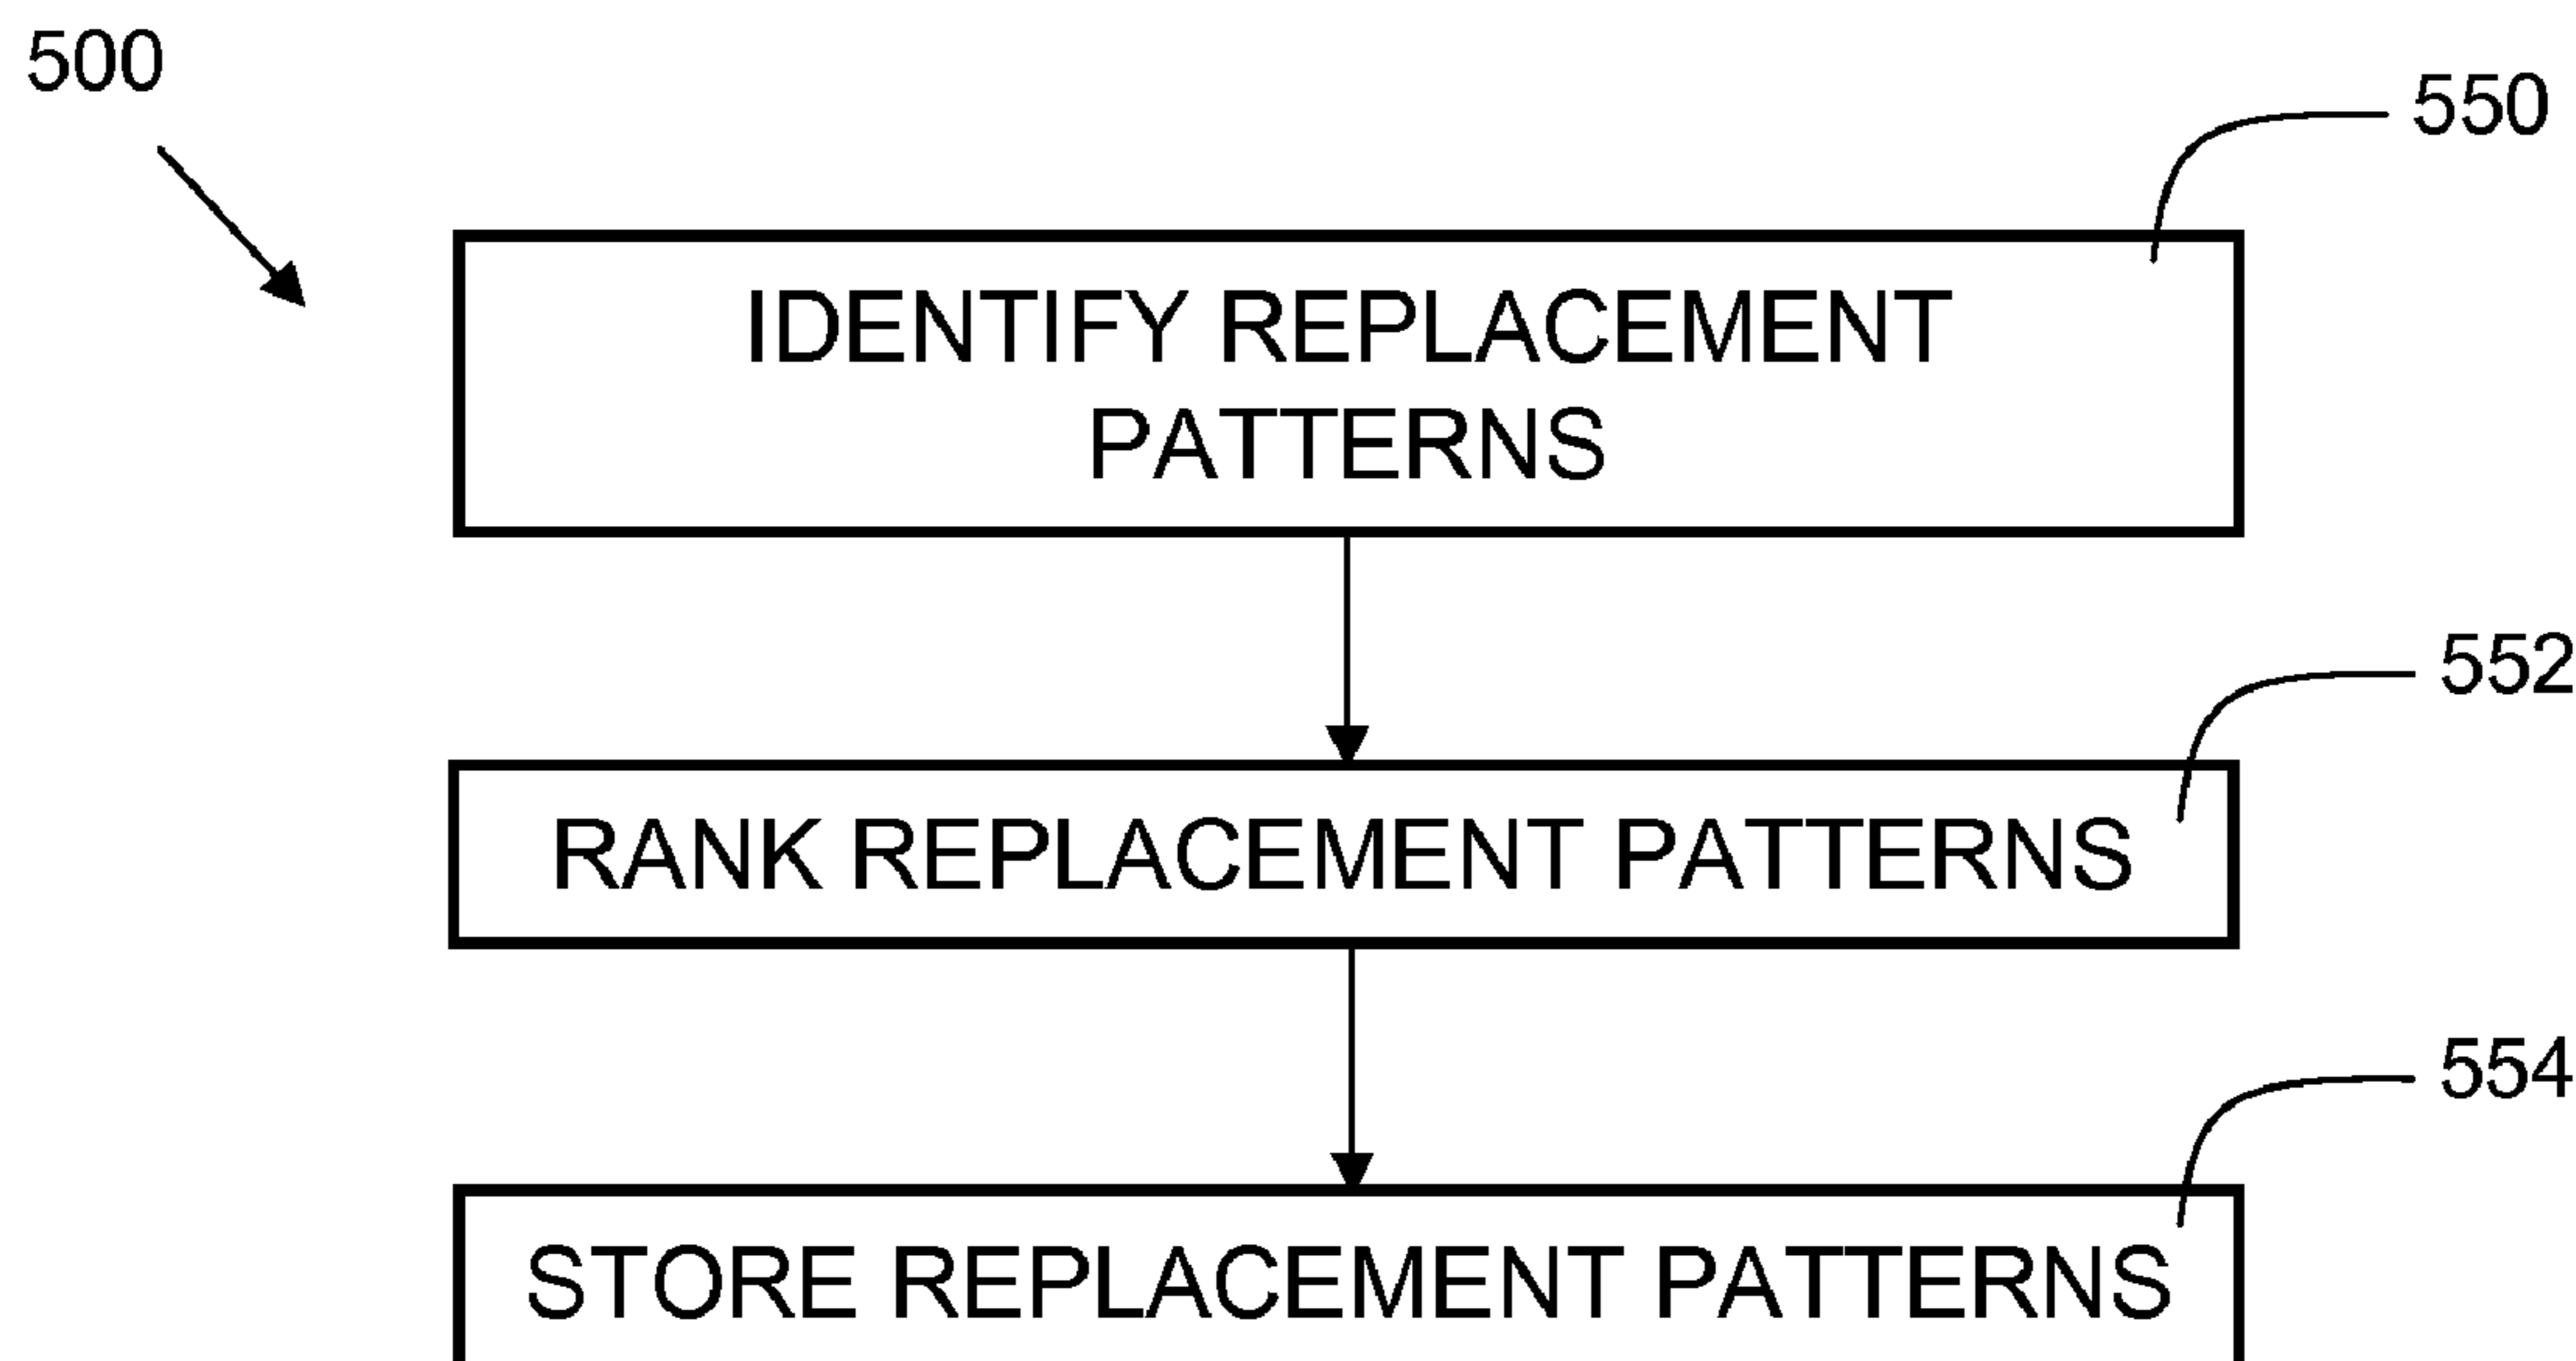 500
550
IDENTIFY REPLACEMENT
PATTERNS
552
RANK REPLACEMENT PATTERNS
554
STORE REPLACEMENT PATTERNS